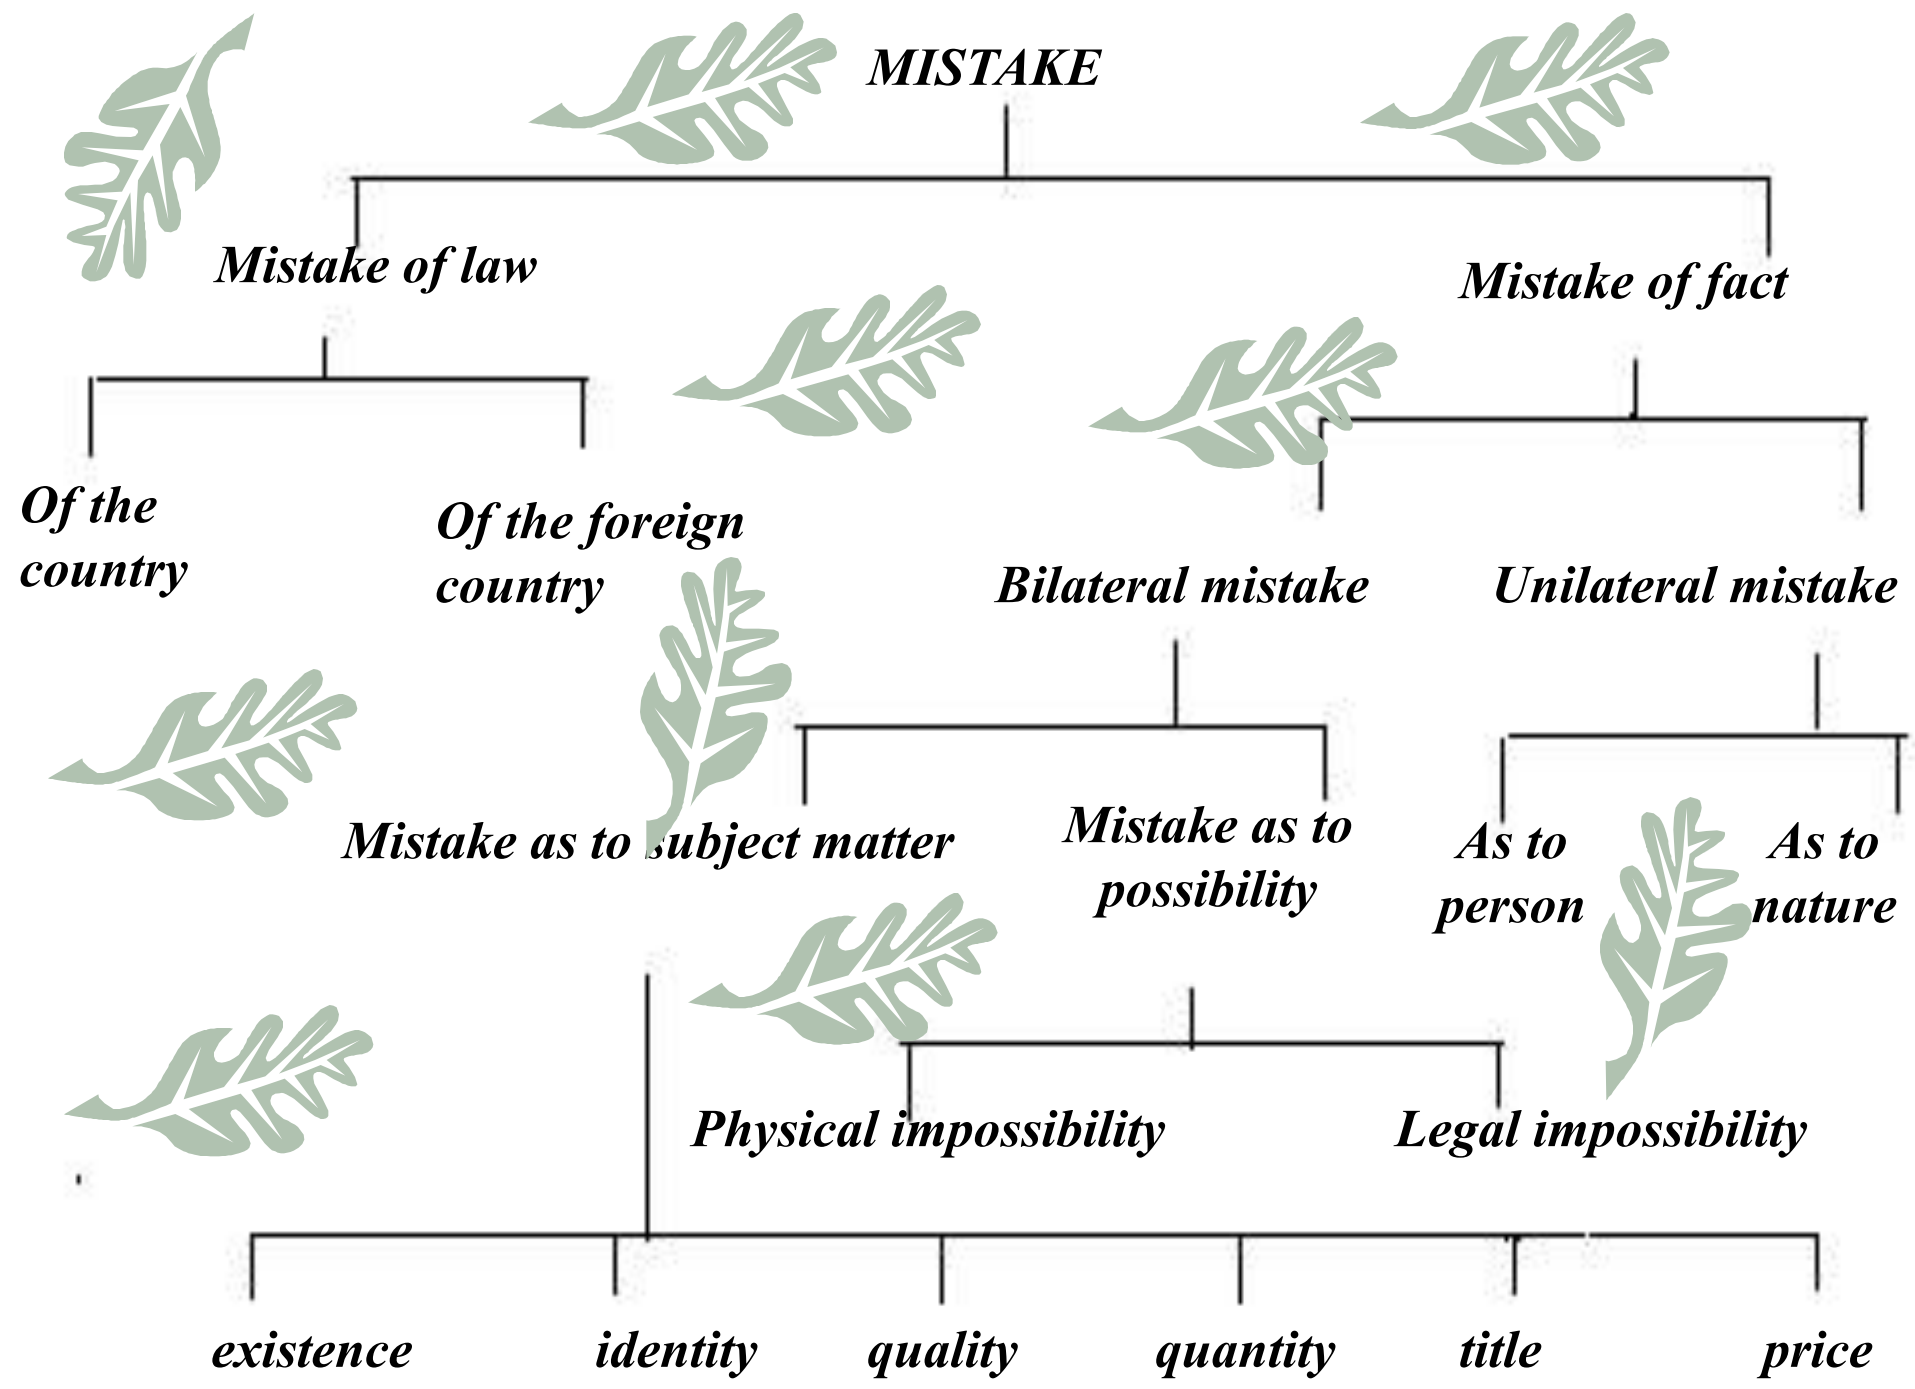 MISTAKE
Mistake of law
Mistake of fact
Of the
country
Of the foreign
country
Bilateral mistake
Unilateral mistake
Mistake as to subject matter
Mistake as to
possibility
As to
person
As to
nature
Physical impossibility
Legal impossibility
existence
identity
quality
quantity
title
price